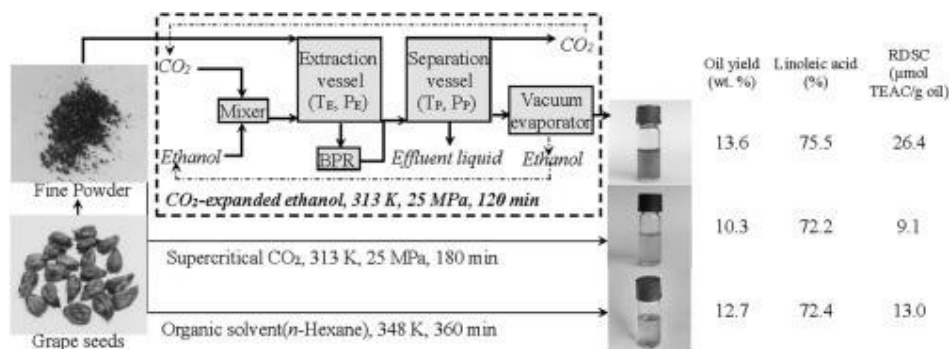 CO₂
Mixer
Ethanol
Extraction
vessel
(T_E, P_E)
BPR
Separation
vessel
(T_P, P_P)
Effluent liquid
CO₂
Vacuum
evaporator
Ethanol
CO₂-expanded ethanol, 313 K, 25 MPa, 120 min
Fine Powder
Supercritical CO₂, 313 K, 25 MPa, 180 min
Organic solvent(n-Hexane), 348 K, 360 min
Grape seeds
Oil yield
(wt. %)
Linoleic acid
(%)
RDSC
(μmol
TEAC/g oil)
13.6 75.5 26.4
10.3 72.2 9.1
12.7 72.4 13.0